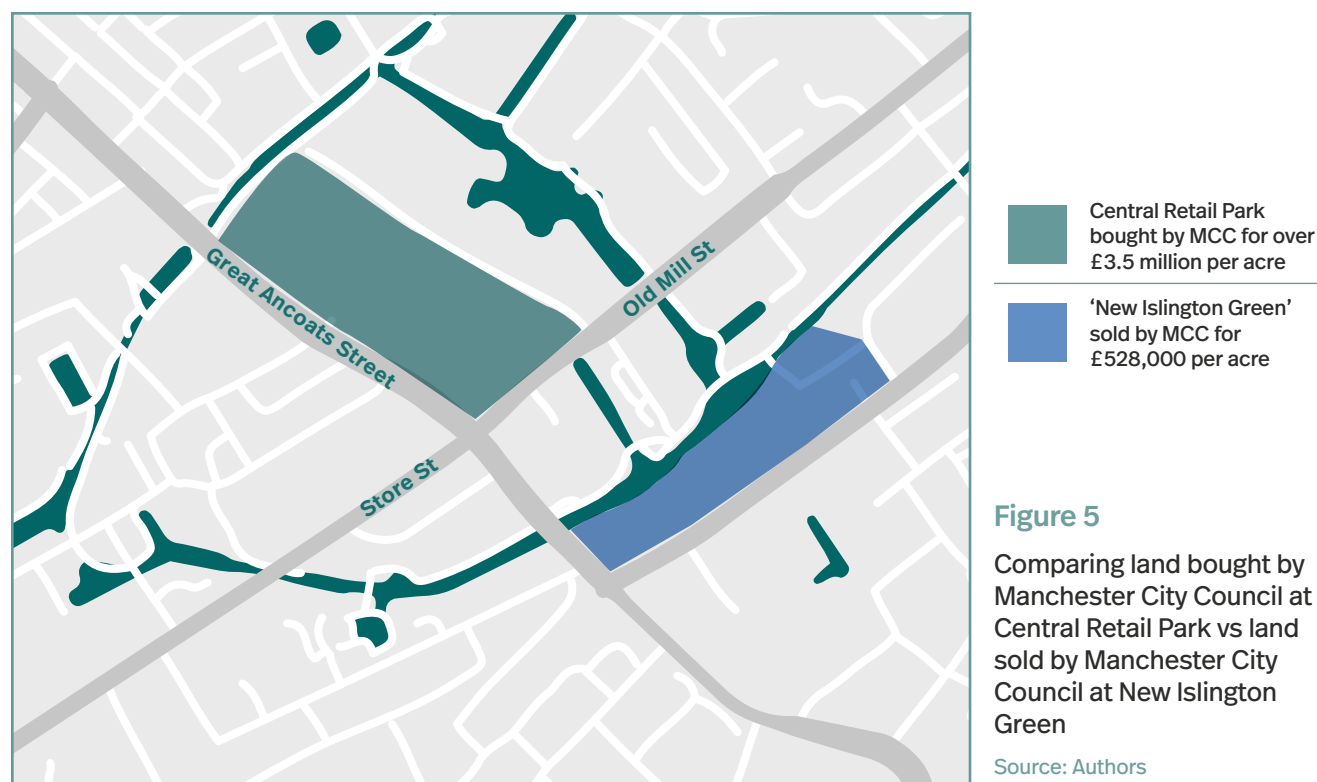 Great Ancoats Street
Old Mill St
Store St
Central Retail Park
bought by MCC for over
£3.5 million per acre
‘New Islington Green’
sold by MCC for
£528,000 per acre
Figure 5
Comparing land bought by
Manchester City Council at
Central Retail Park vs land
sold by Manchester City
Council at New Islington
Green
Source: Authors